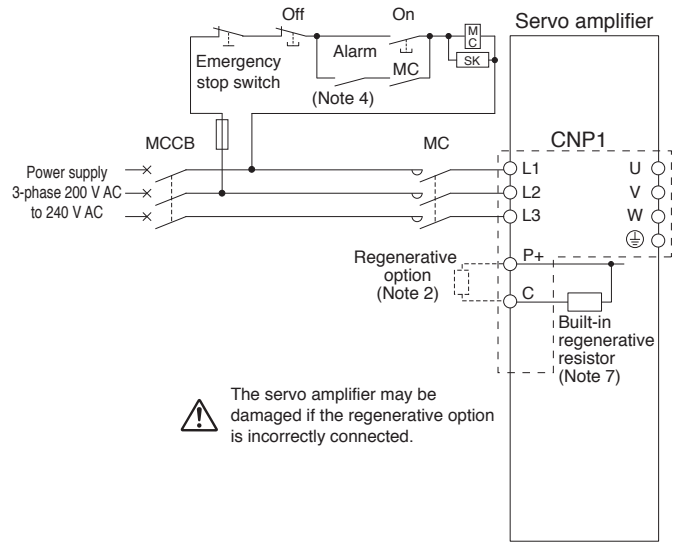 Off
On
Servo amplifier
Emergency
stop switch
Alarm
MC
MC
SK
(Note 4)
MCCB
MC
CNP1
Power supply
3-phase 200 V AC
to 240 V AC
L1
L2
L3
U
V
W
Regenerative
option
(Note 2)
P+
C
Built-in
regenerative
resistor
(Note 7)
The servo amplifier may be
damaged if the regenerative option
is incorrectly connected.